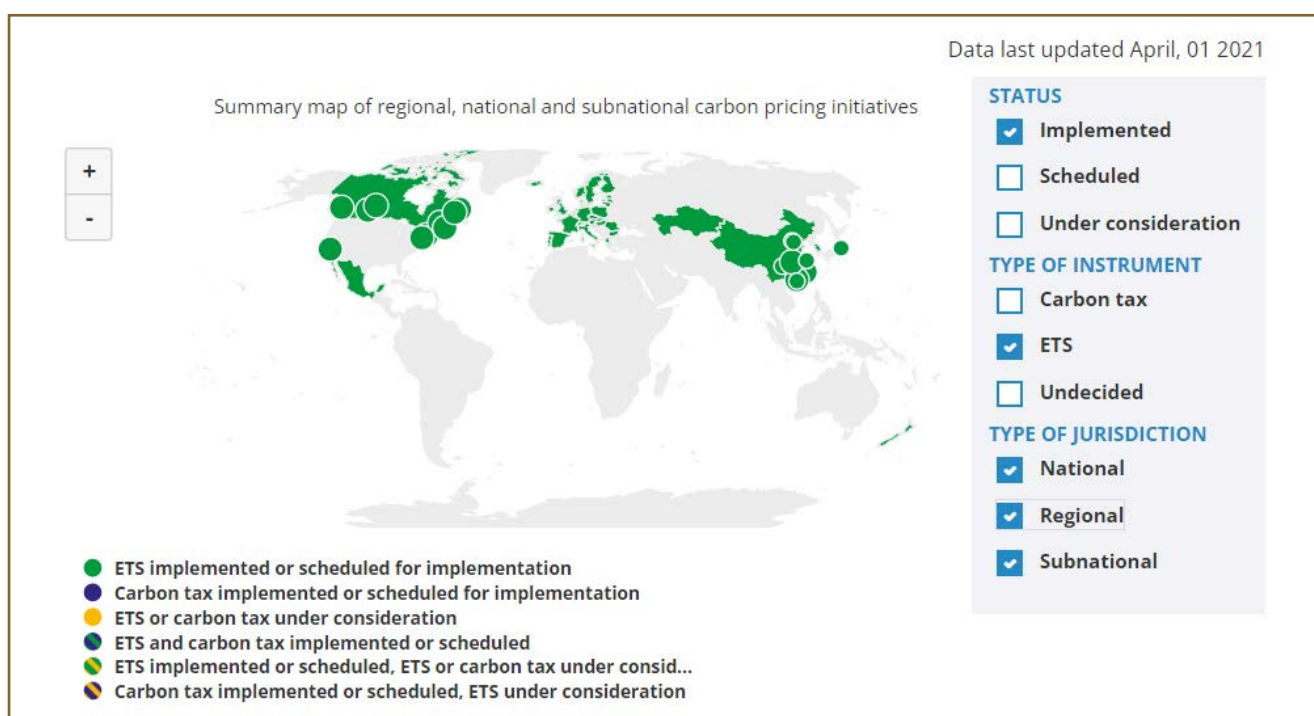 Data last updated April, 01 2021
Summary map of regional, national and subnational carbon pricing initiatives
+
-
STATUS
Implemented
Scheduled
Under consideration
TYPE OF INSTRUMENT
Carbon tax
ETS
Undecided
TYPE OF JURISDICTION
National
Regional
Subnational
ETS implemented or scheduled for implementation
Carbon tax implemented or scheduled for implementation
ETS or carbon tax under consideration
ETS and carbon tax implemented or scheduled
ETS implemented or scheduled, ETS or carbon tax under consid...
Carbon tax implemented or scheduled, ETS under consideration